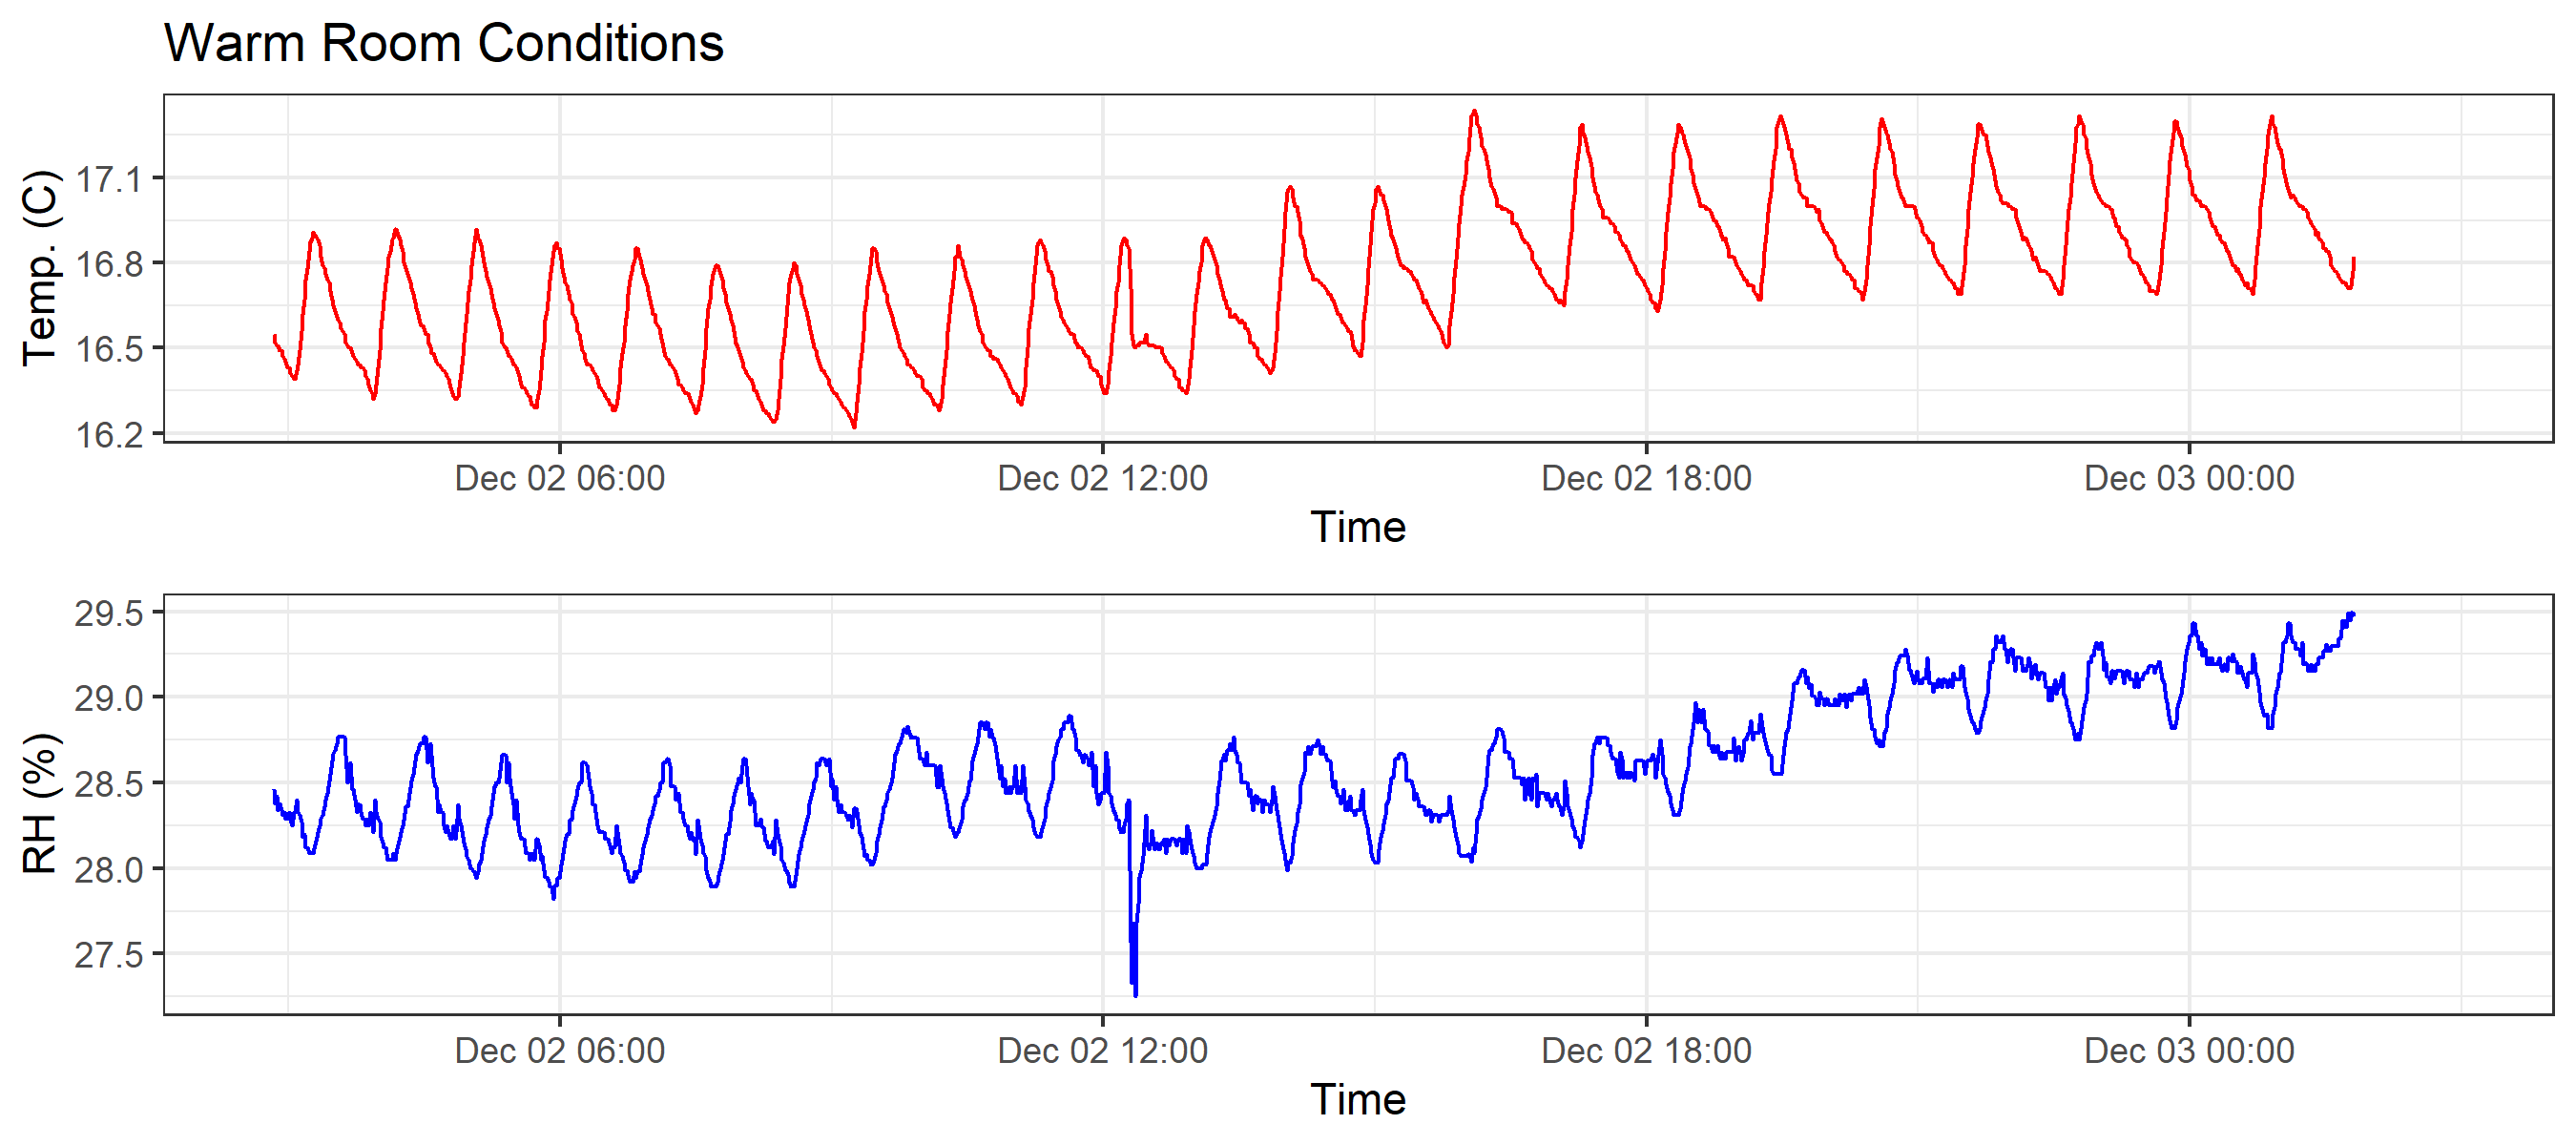 Warm Room Conditions
Temp. (C)
17.1
16.8
16.5
16.2
Dec 02 06:00 Dec 02 12:00 Dec 02 18:00 Dec 03 00:00
Time
RH (%)
29.5
29.0
28.5
28.0
27.5
Dec 02 06:00 Dec 02 12:00 Dec 02 18:00 Dec 03 00:00
Time